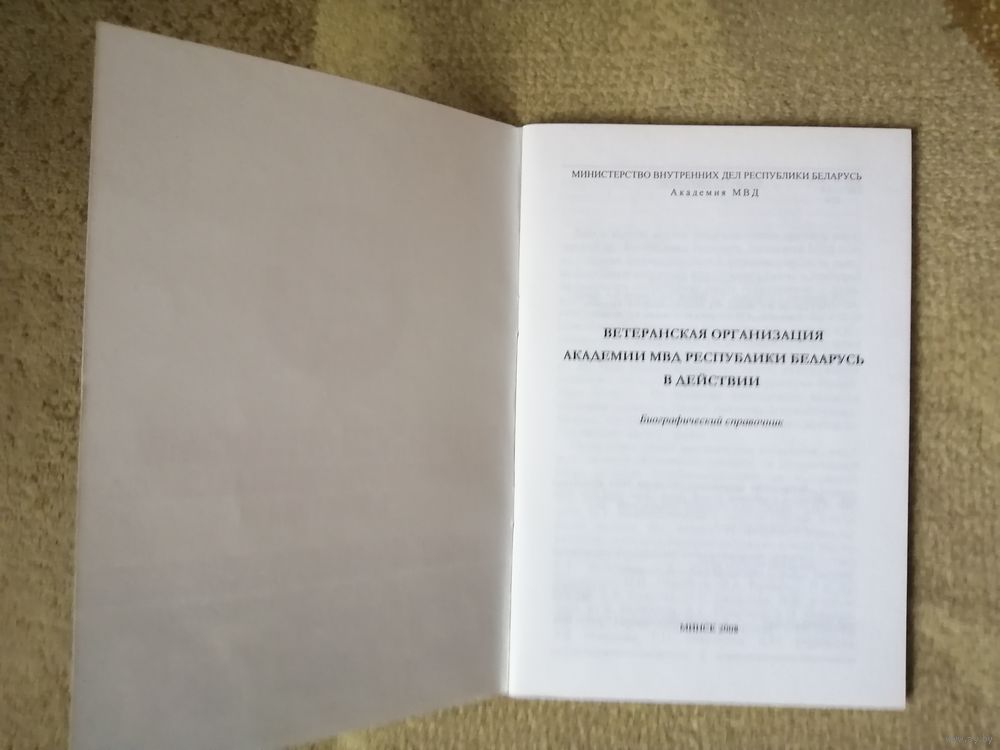 МИНИСТЕРСТВО ВНУТРЕННИХ ДЕЛ РЕСПУБЛИКИ БЕЛАРУСЬ
Академия МВД
ВЕТЕРАНСКАЯ ОРГАНИЗАЦИЯ
АКАДЕМИИ МВД РЕСПУБЛИКИ БЕЛАРУСЬ
В ДЕЙСТВИИ
Биографический справочник
МИНСК 2008